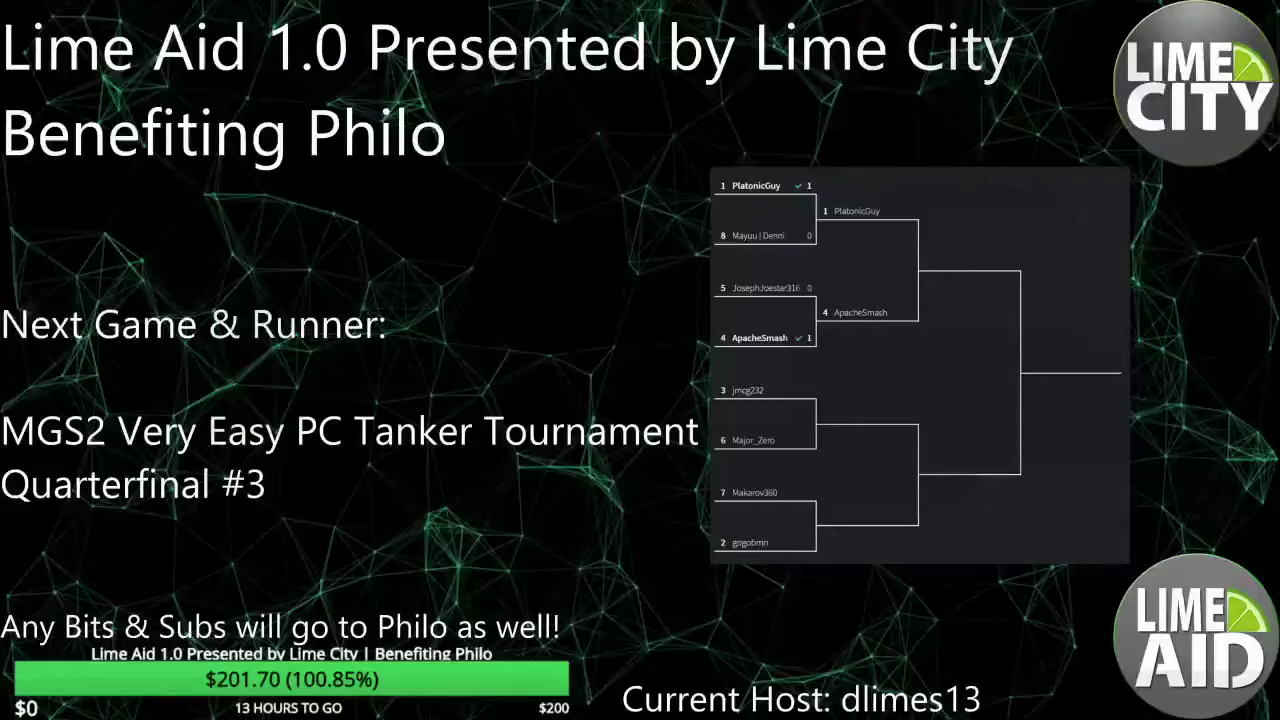 Lime Aid 1.0 Presented by Lime City
Benefiting Philo
LIME
CITY
1 PlatonicGuy ✓ 1
1 PlatonicGuy
8 Mayuu | Denni 0
5 JosephJoestar316 0
4 ApacheSmash
4 ApacheSmash ✓ 1
3 jmcg232
6 Major_Zero
7 Makarov360
2 gogobmn
Next Game & Runner:
MGS2 Very Easy PC Tanker Tournament
Quarterfinal #3
Any Bits & Subs will go to Philo as well!
Lime Aid 1.0 Presented by Lime City | Benefiting Philo
$201.70 (100.85%)
$0 13 HOURS TO GO $200
Current Host: dlimes13
LIME
AID